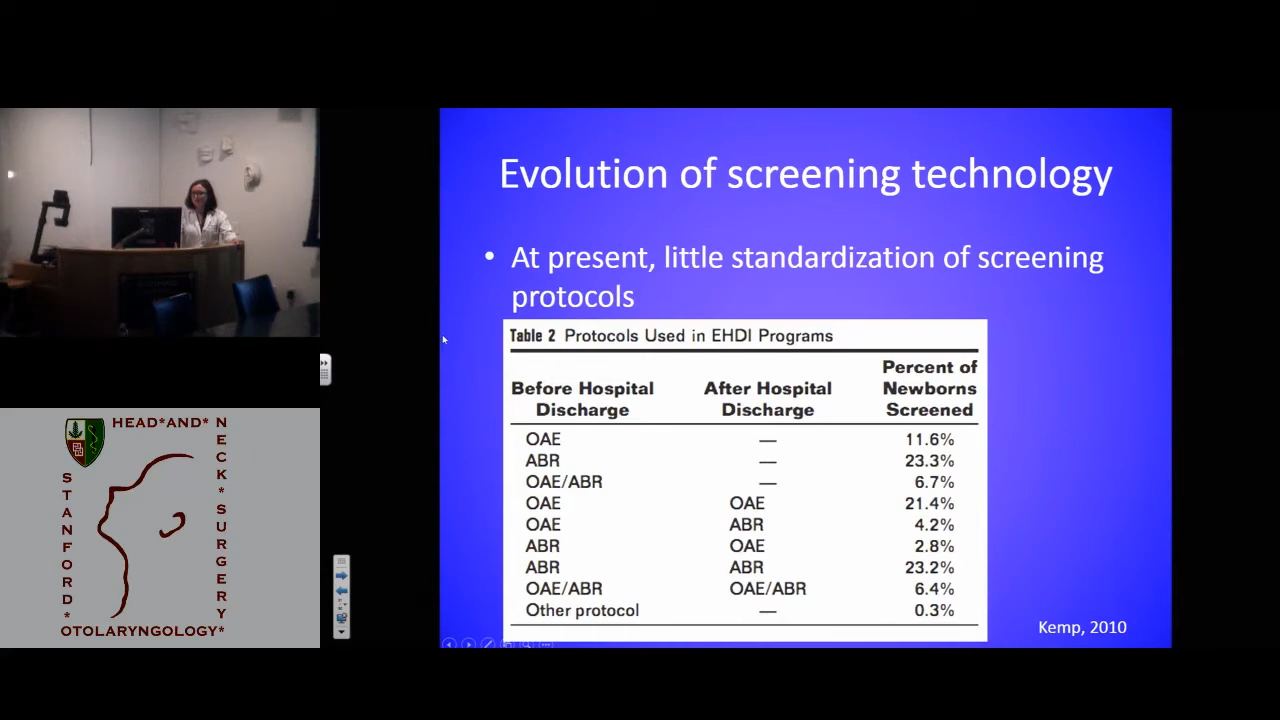 Evolution of screening technology
• At present, little standardization of screening
protocols
Table 2 Protocols Used in EHDI Programs
Before Hospital Discharge After Hospital Discharge Percent of Newborns Screened
OAE — 11.6%
ABR — 23.3%
OAE/ABR — 6.7%
OAE OAE 21.4%
OAE ABR 4.2%
ABR OAE 2.8%
ABR ABR 23.2%
OAE/ABR OAE/ABR 6.4%
Other protocol — 0.3%
Kemp, 2010
HEAD*AND*
NECK*SURGERY
STANFORD*
OTOLARYNGOLOGY*